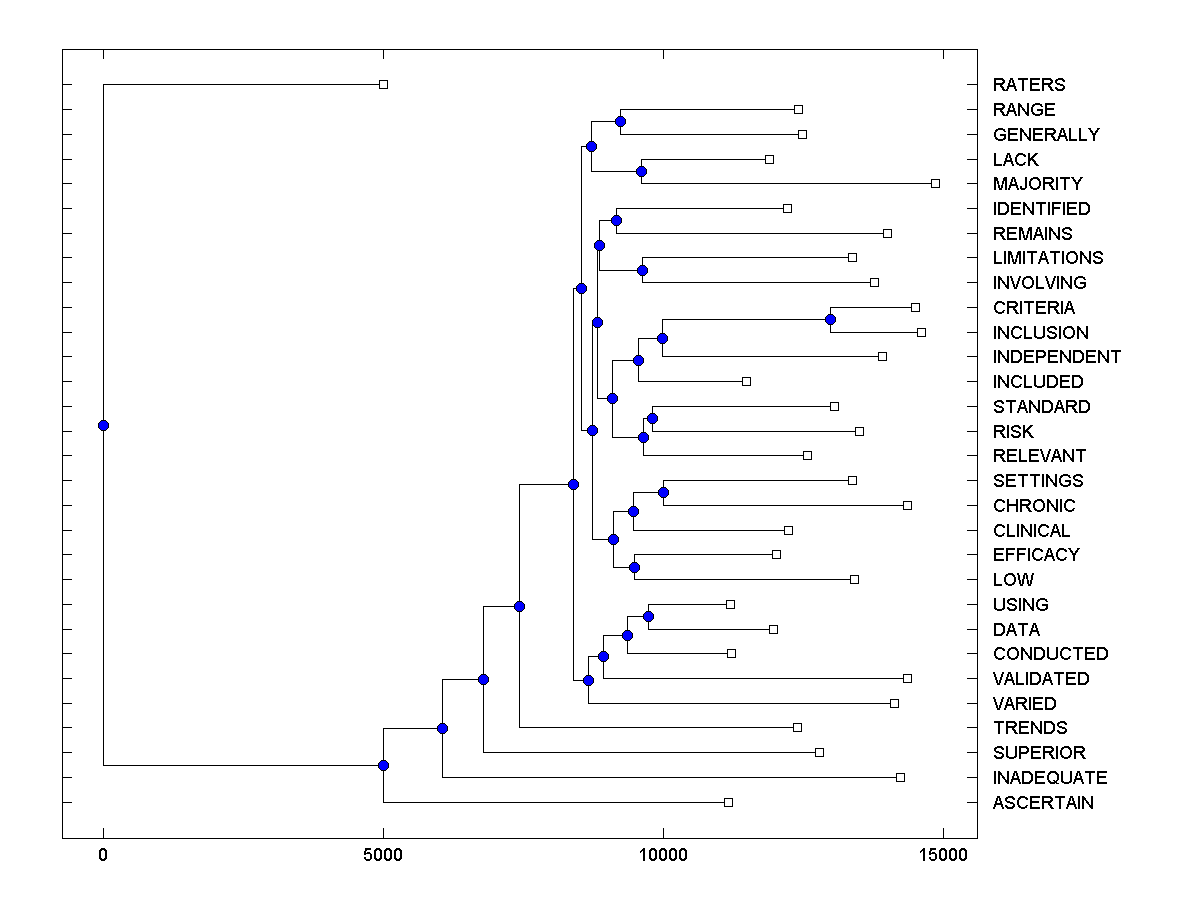 RATERS
RANGE
GENERALLY
LACK
MAJORITY
IDENTIFIED
REMAINS
LIMITATIONS
INVOLVING
CRITERIA
INCLUSION
INDEPENDENT
INCLUDED
STANDARD
RISK
RELEVANT
SETTINGS
CHRONIC
CLINICAL
EFFICACY
LOW
USING
DATA
CONDUCTED
VALIDATED
VARIED
TRENDS
SUPERIOR
INADEQUATE
ASCERTAIN
0 5000 10000 15000